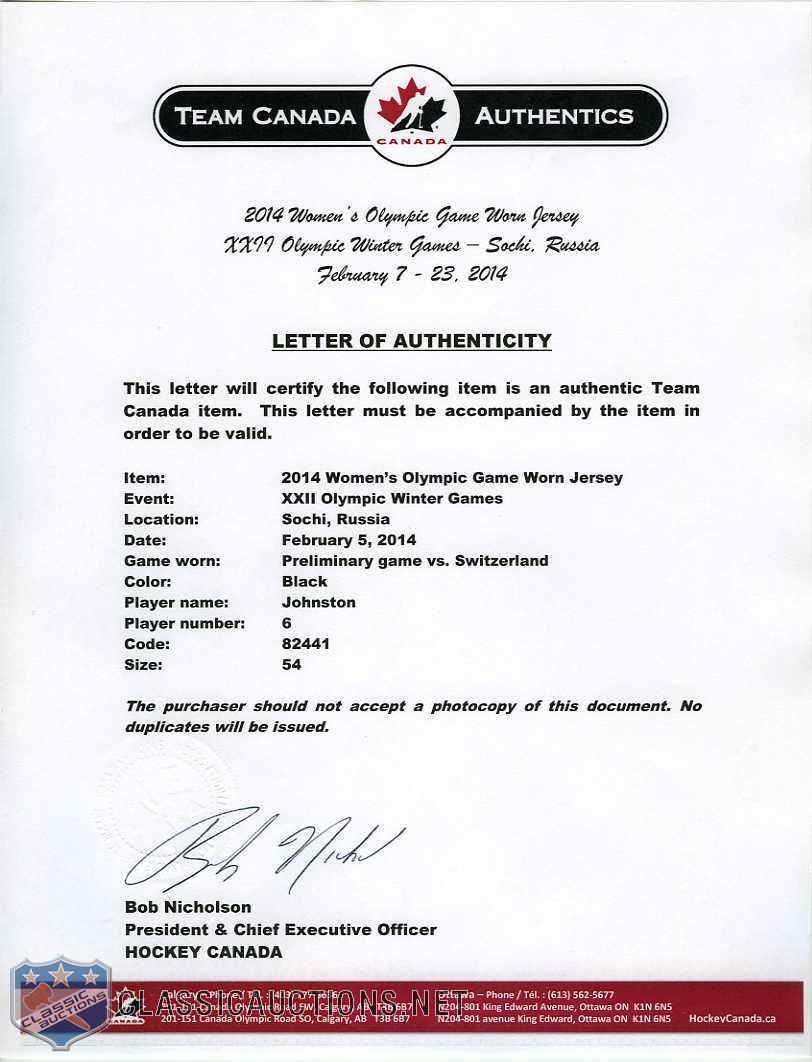 TEAM CANADA AUTHENTICS
CANADA
2014 Women's Olympic Game Worn Jersey
XXII Olympic Winter Games – Sochi, Russia
February 7 - 23, 2014
LETTER OF AUTHENTICITY
This letter will certify the following item is an authentic Team
Canada item. This letter must be accompanied by the item in
order to be valid.
Item: 2014 Women's Olympic Game Worn Jersey
Event: XXII Olympic Winter Games
Location: Sochi, Russia
Date: February 5, 2014
Game worn: Preliminary game vs. Switzerland
Color: Black
Player name: Johnston
Player number: 6
Code: 82441
Size: 54
The purchaser should not accept a photocopy of this document. No
duplicates will be issued.
Bob Nicholson
President & Chief Executive Officer
HOCKEY CANADA
CLASSIC AUCTIONS
CLASSICAUCTIONS.NET
CANADA
201-151 Canada Olympic Road SO, Calgary, AB T3B 6B7
Ottawa – Phone / Tél. : (613) 562-5677
N204-801 King Edward Avenue, Ottawa ON K1N 6N5
N204-801 avenue King Edward, Ottawa ON K1N 6N5
HockeyCanada.ca